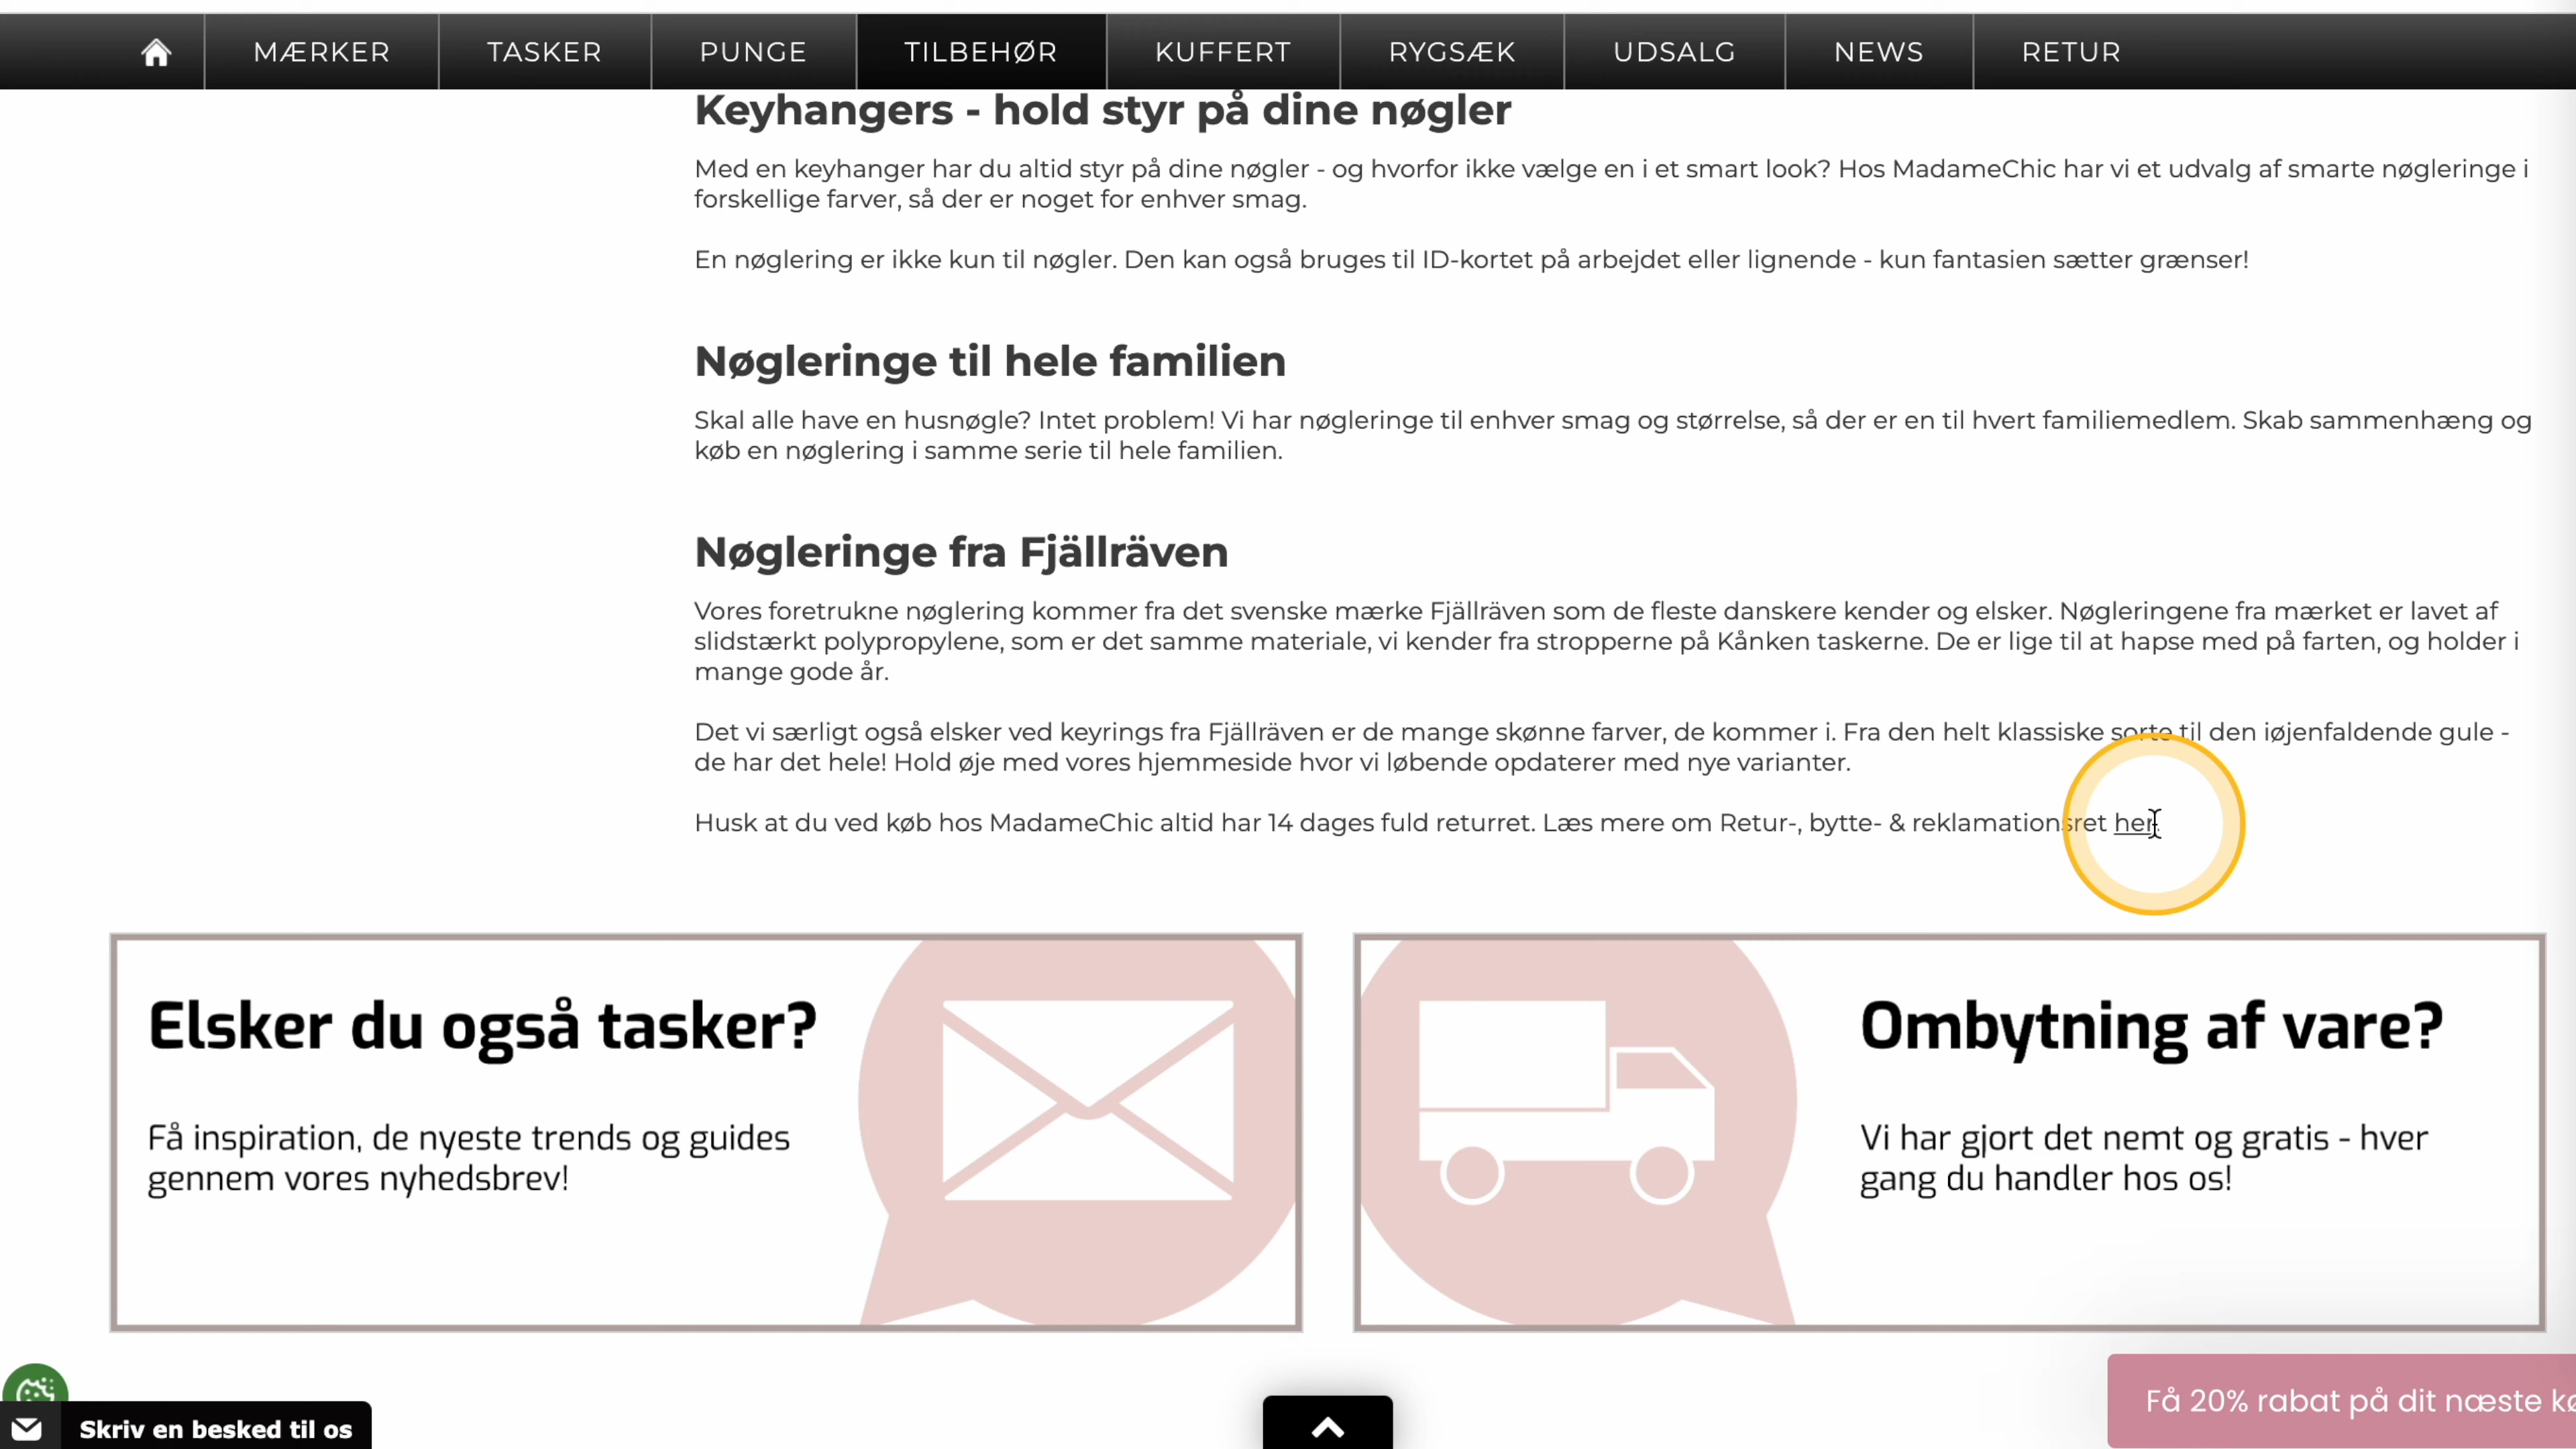 MÆRKER TASKER PUNGE TILBEHØR KUFFERT RYGSÆK UDSALG NEWS RETUR
Keyhangers - hold styr på dine nøgler
Med en keyhanger har du altid styr på dine nøgler - og hvorfor ikke vælge en i et smart look? Hos MadameChic har vi et udvalg af smarte nøgleringe i
forskellige farver, så der er noget for enhver smag.
En nøglering er ikke kun til nøgler. Den kan også bruges til ID-kortet på arbejdet eller lignende - kun fantasien sætter grænser!
Nøgleringe til hele familien
Skal alle have en husnøgle? Intet problem! Vi har nøgleringe til enhver smag og størrelse, så der er en til hvert familiemedlem. Skab sammenhæng og
køb en nøglering i samme serie til hele familien.
Nøgleringe fra Fjällräven
Vores foretrukne nøglering kommer fra det svenske mærke Fjällräven som de fleste danskere kender og elsker. Nøgleringene fra mærket er lavet af
slidstærkt polypropylene, som er det samme materiale, vi kender fra stropperne på Kånken taskerne. De er lige til at hapse med på farten, og holder i
mange gode år.
Det vi særligt også elsker ved keyrings fra Fjällräven er de mange skønne farver, de kommer i. Fra den helt klassiske sorte til den iøjenfaldende gule -
de har det hele! Hold øje med vores hjemmeside hvor vi løbende opdaterer med nye varianter.
Husk at du ved køb hos MadameChic altid har 14 dages fuld returret. Læs mere om Retur-, bytte- & reklamationsret her.
Elsker du også tasker?
Få inspiration, de nyeste trends og guides
gennem vores nyhedsbrev!
Ombytning af vare?
Vi har gjort det nemt og gratis - hver
gang du handler hos os!
Få 20% rabat på dit næste kø
Skriv en besked til os